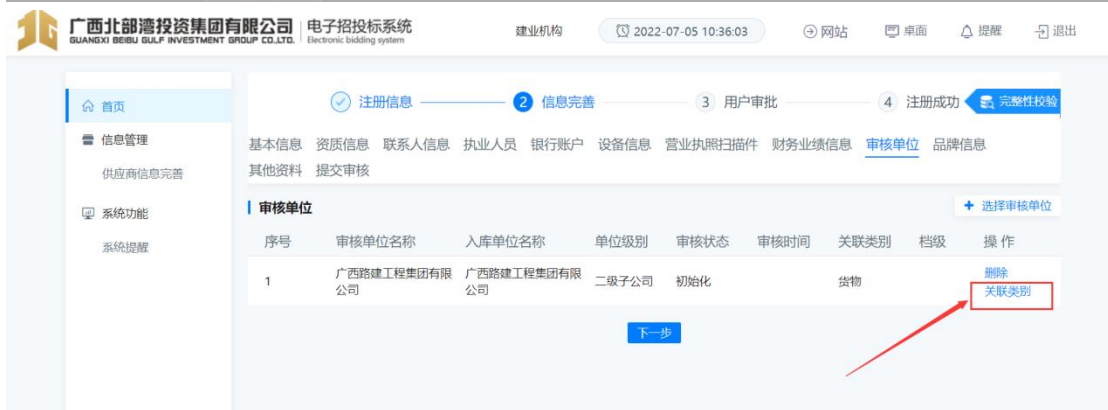 广西北部湾投资集团有限公司
GUANGXI BEIBU GULF INVESTMENT GROUP CO.,LTD.
电子招投标系统
Electronic bidding system
建业机构
2022-07-05 10:36:03
网站
桌面
提醒
退出
首页
信息管理
供应商信息完善
系统功能
系统提醒
注册信息
2 信息完善
3 用户审批
4 注册成功
完整性校验
基本信息 资质信息 联系人信息 执业人员 银行账户 设备信息 营业执照扫描件 财务业绩信息 审核单位 品牌信息
其他资料 提交审核
审核单位
+ 选择审核单位
序号 审核单位名称 入库单位名称 单位级别 审核状态 审核时间 关联类别 档级 操作
1 广西路建工程集团有限公司 广西路建工程集团有限公司 二级子公司 初始化 货物 删除
关联类别
下一步